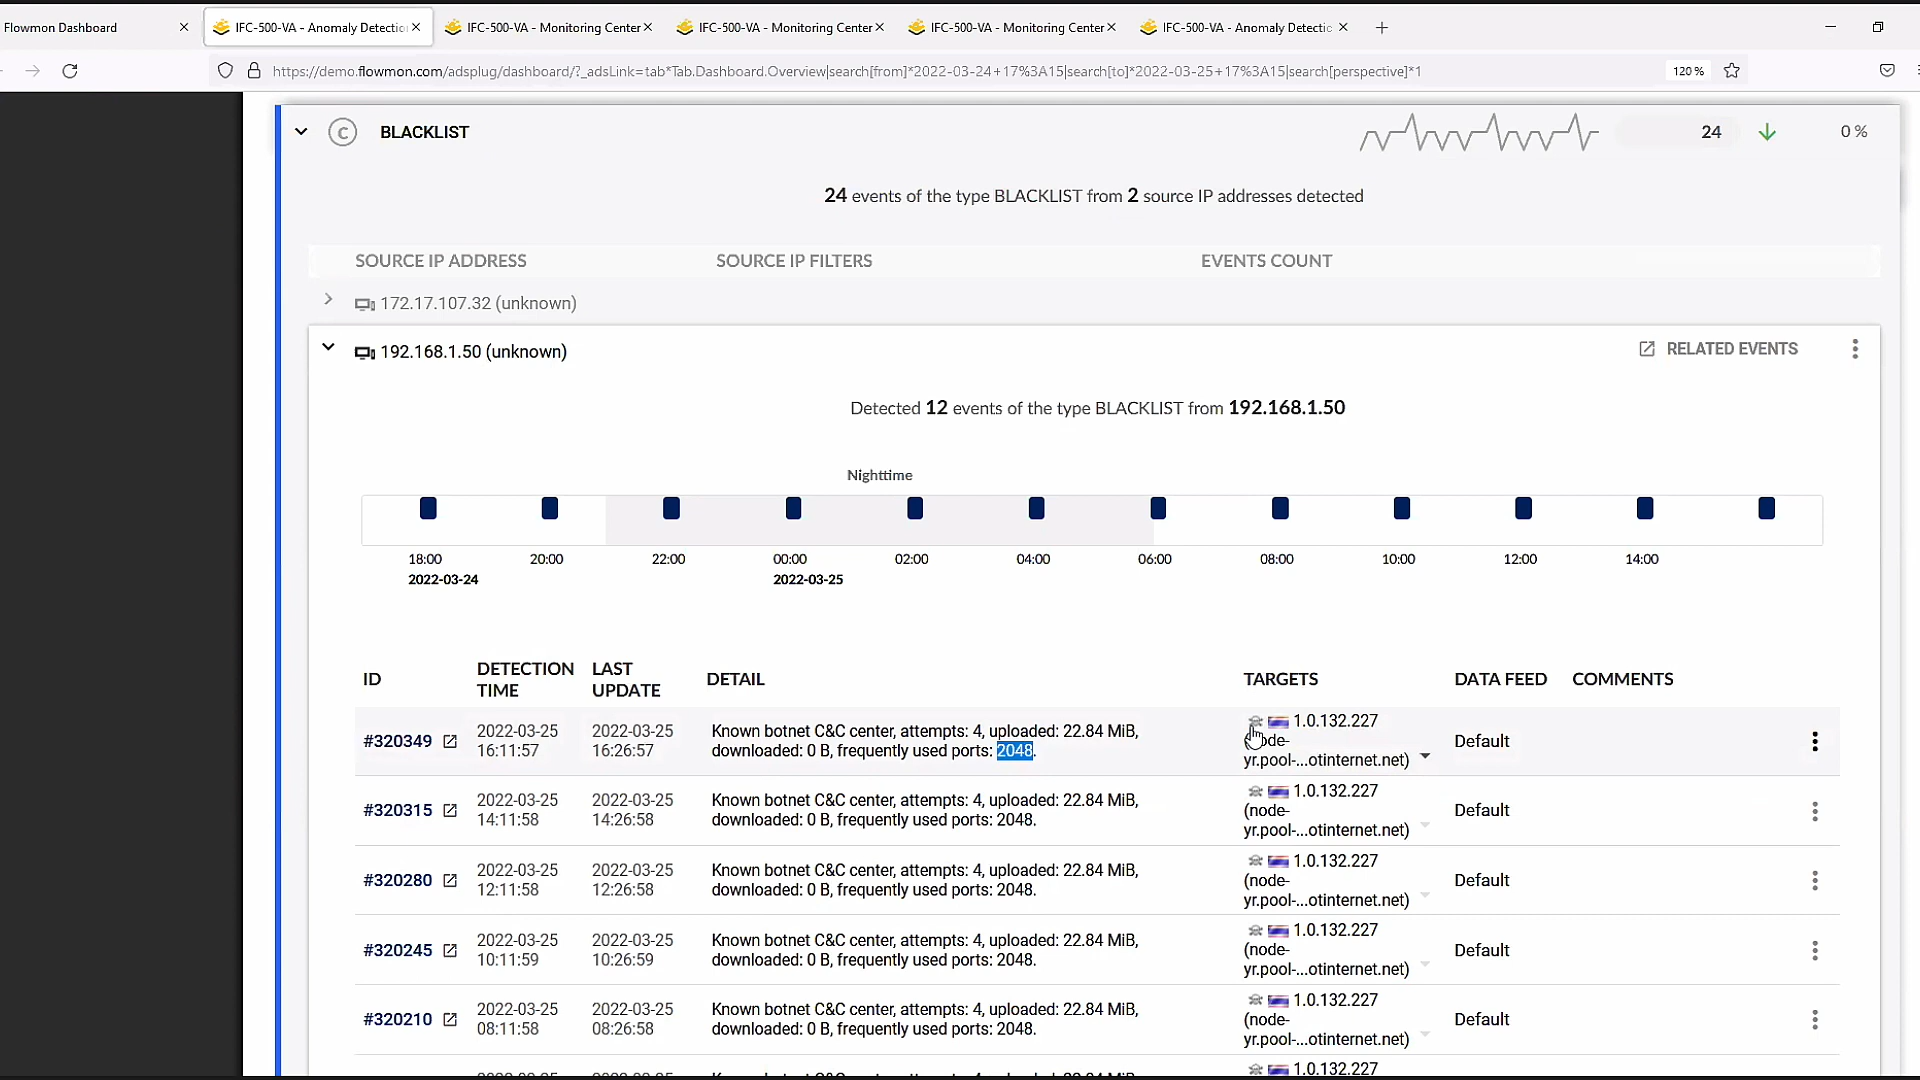 Flowmon Dashboard
IFC-500-VA - Anomaly Detectio
IFC-500-VA - Monitoring Center
IFC-500-VA - Monitoring Center
IFC-500-VA - Monitoring Center
IFC-500-VA - Anomaly Detectic
https://demo.flowmon.com/adsplug/dashboard/?_adsLink=tab*Tab.Dashboard.Overview|search[from]*2022-03-24+17%3A15|search[to]*2022-03-25+17%3A15|search[perspective]*1
120 %
C BLACKLIST 24 0 %
24 events of the type BLACKLIST from 2 source IP addresses detected
SOURCE IP ADDRESS SOURCE IP FILTERS EVENTS COUNT
172.17.107.32 (unknown)
192.168.1.50 (unknown) RELATED EVENTS
Detected 12 events of the type BLACKLIST from 192.168.1.50
Nighttime
18:00 20:00 22:00 00:00 02:00 04:00 06:00 08:00 10:00 12:00 14:00
2022-03-24 2022-03-25
ID DETECTION TIME LAST UPDATE DETAIL TARGETS DATA FEED COMMENTS
#320349
2022-03-25
16:11:57
2022-03-25
16:26:57
Known botnet C&C center, attempts: 4, uploaded: 22.84 MiB,
downloaded: 0 B, frequently used ports: 2048.
1.0.132.227
(node-
yr.pool-...otinternet.net)
Default
#320315
2022-03-25
14:11:58
2022-03-25
14:26:58
Known botnet C&C center, attempts: 4, uploaded: 22.84 MiB,
downloaded: 0 B, frequently used ports: 2048.
1.0.132.227
(node-
yr.pool-...otinternet.net)
Default
#320280
2022-03-25
12:11:58
2022-03-25
12:26:58
Known botnet C&C center, attempts: 4, uploaded: 22.84 MiB,
downloaded: 0 B, frequently used ports: 2048.
1.0.132.227
(node-
yr.pool-...otinternet.net)
Default
#320245
2022-03-25
10:11:59
2022-03-25
10:26:59
Known botnet C&C center, attempts: 4, uploaded: 22.84 MiB,
downloaded: 0 B, frequently used ports: 2048.
1.0.132.227
(node-
yr.pool-...otinternet.net)
Default
#320210
2022-03-25
08:11:58
2022-03-25
08:26:58
Known botnet C&C center, attempts: 4, uploaded: 22.84 MiB,
downloaded: 0 B, frequently used ports: 2048.
1.0.132.227
(node-
yr.pool-...otinternet.net)
Default
1.0.132.227